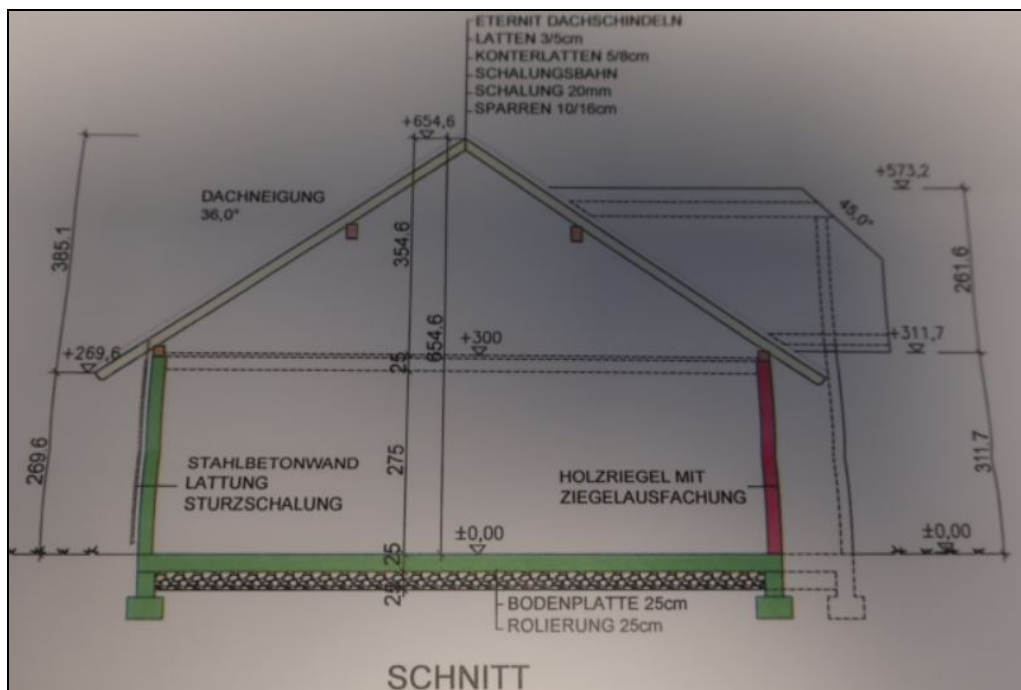 ETERNIT DACHSCHINDELN
LATTEN 3/5cm
KONTERLATTEN 5/8cm
SCHALUNGSBAHN
SCHALUNG 20mm
SPARREN 10/16cm
+654,6
+573,2
DACHNEIGUNG
36,0°
45,0°
385.1
354.6
261.6
+269,6
+300
+311,7
654.6
25
269.6
275
311.7
STAHLBETONWAND
LATTUNG
STURZSCHALUNG
HOLZRIEGEL MIT
ZIEGELAUSFACHUNG
±0,00
±0,00
25
25
BODENPLATTE 25cm
ROLIERUNG 25cm
SCHNITT